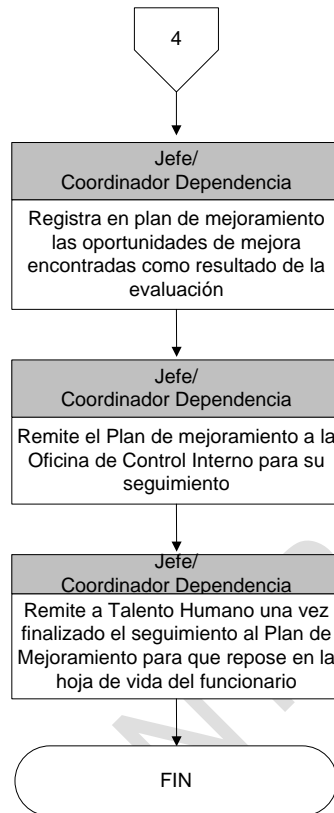 4
Jefe/
Coordinador Dependencia
Registra en plan de mejoramiento
las oportunidades de mejora
encontradas como resultado de la
evaluación
Jefe/
Coordinador Dependencia
Remite el Plan de mejoramiento a la
Oficina de Control Interno para su
seguimiento
Jefe/
Coordinador Dependencia
Remite a Talento Humano una vez
finalizado el seguimiento al Plan de
Mejoramiento para que repose en la
hoja de vida del funcionario
FIN